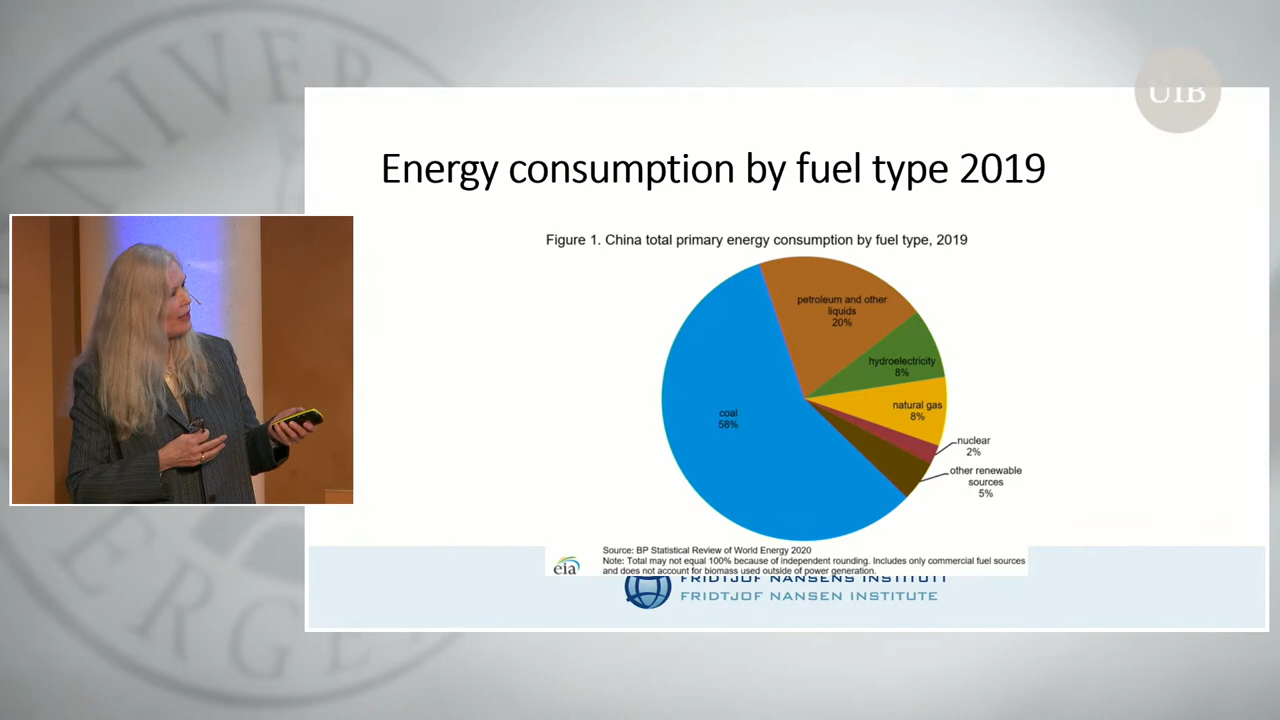 UIB
Energy consumption by fuel type 2019
Figure 1. China total primary energy consumption by fuel type, 2019
petroleum and other
liquids
20%
hydroelectricity
8%
natural gas
8%
coal
58%
nuclear
2%
other renewable
sources
5%
Source: BP Statistical Review of World Energy 2020
Note: Total may not equal 100% because of independent rounding. Includes only commercial fuel sources
and does not account for biomass used outside of power generation.
eia
FRIDTJOF NANSENS INSTITUTT
FRIDTJOF NANSEN INSTITUTE